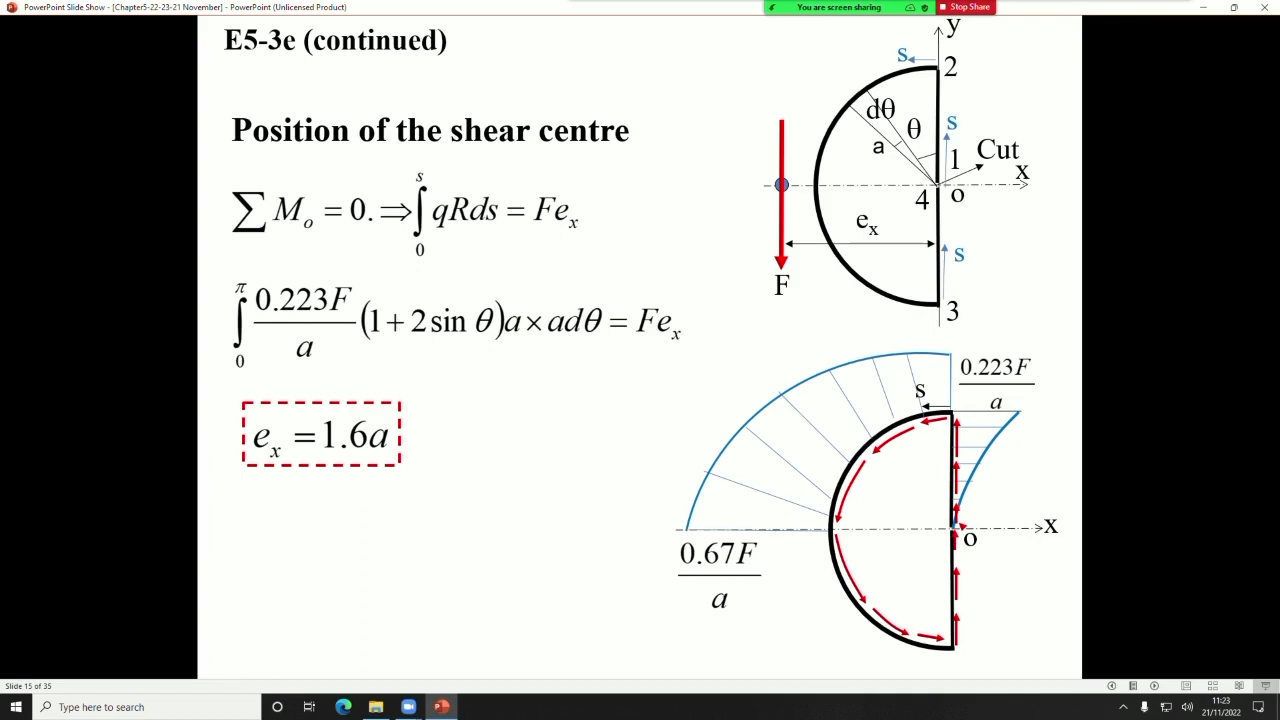 PowerPoint Slide Show - [Chapter5-22-23-21 November] - PowerPoint (Unlicensed Product)
You are screen sharing
Stop Share
E5-3e (continued)
Position of the shear centre
∑ M_o = 0. ⇒ ∫_0^s qRds = Fe_x
∫_0^π 0.223F/a (1 + 2 sin θ)a × adθ = Fe_x
e_x = 1.6a
y
s
2
dθ
θ
s
a
1
Cut
x
4
o
e_x
s
F
3
0.223F
a
s
x
o
0.67F
a
Slide 15 of 35
Type here to search
11:23
21/11/2022